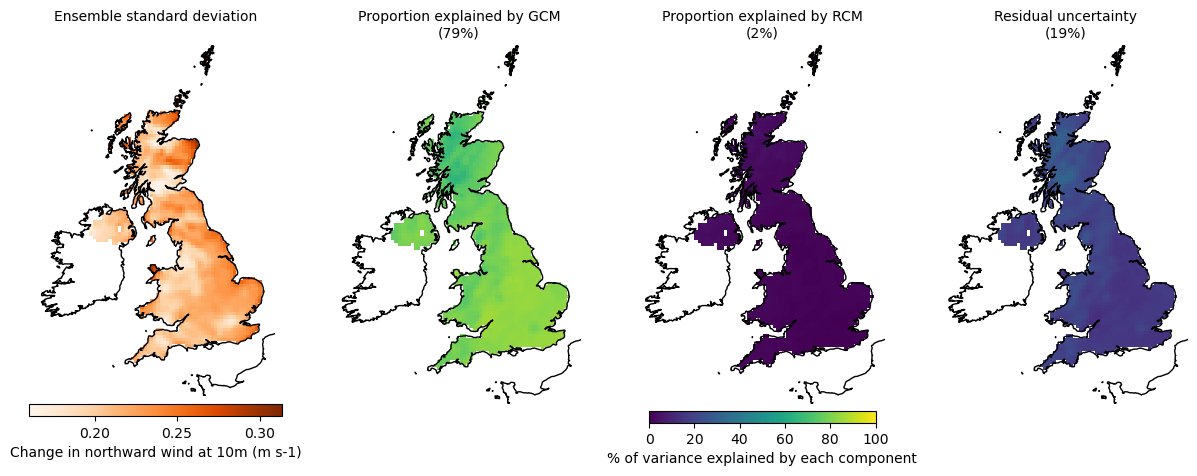 Ensemble standard deviation
Proportion explained by GCM
(79%)
Proportion explained by RCM
(2%)
Residual uncertainty
(19%)
0.20 0.25 0.30
Change in northward wind at 10m (m s-1)
0 20 40 60 80 100
% of variance explained by each component